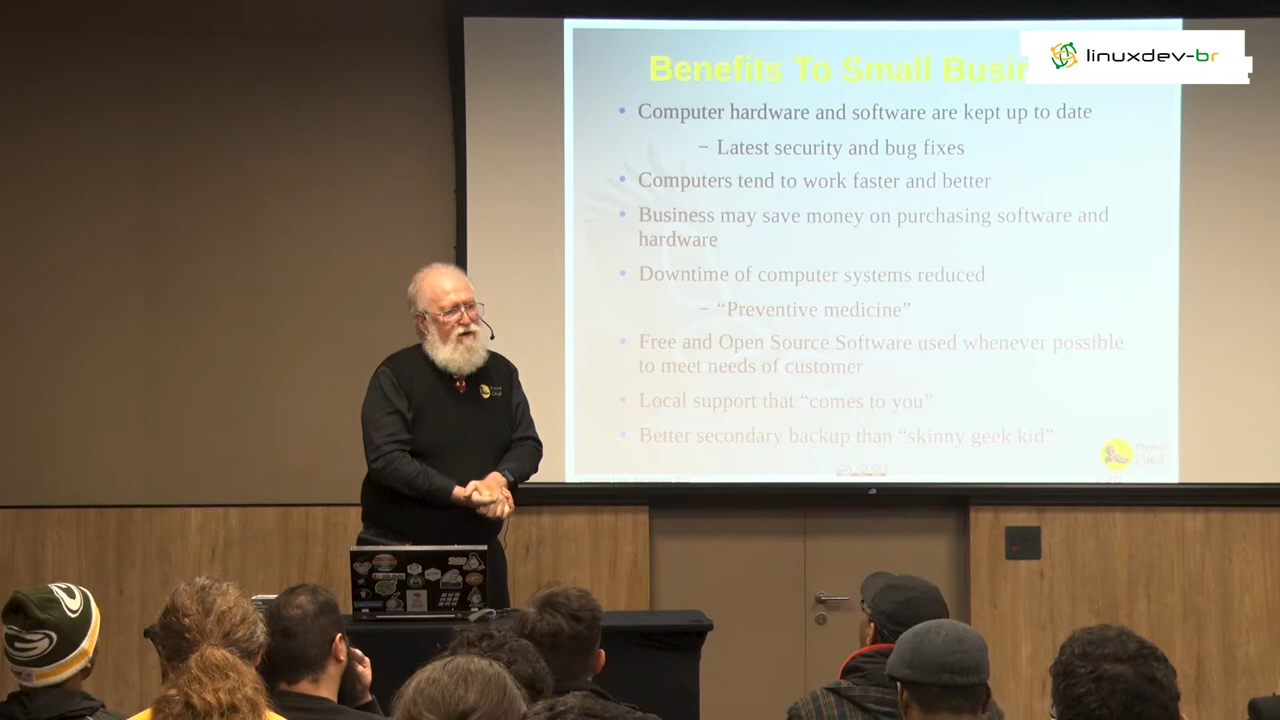 linuxdev-br
Benefits To Small Busin
• Computer hardware and software are kept up to date
– Latest security and bug fixes
• Computers tend to work faster and better
• Business may save money on purchasing software and
hardware
• Downtime of computer systems reduced
– “Preventive medicine”
• Free and Open Source Software used whenever possible
to meet needs of customer
• Local support that “comes to you”
• Better secondary backup than “skinny geek kid”
Project
Cauã